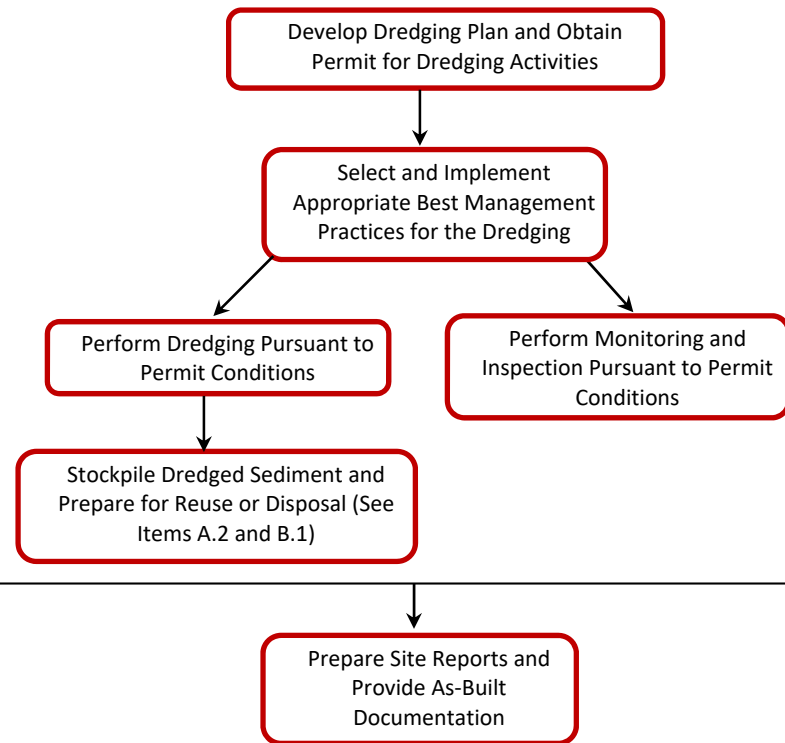 Develop Dredging Plan and Obtain
Permit for Dredging Activities
Select and Implement
Appropriate Best Management
Practices for the Dredging
Perform Dredging Pursuant to
Permit Conditions
Perform Monitoring and
Inspection Pursuant to Permit
Conditions
Stockpile Dredged Sediment and
Prepare for Reuse or Disposal (See
Items A.2 and B.1)
Prepare Site Reports and
Provide As-Built
Documentation